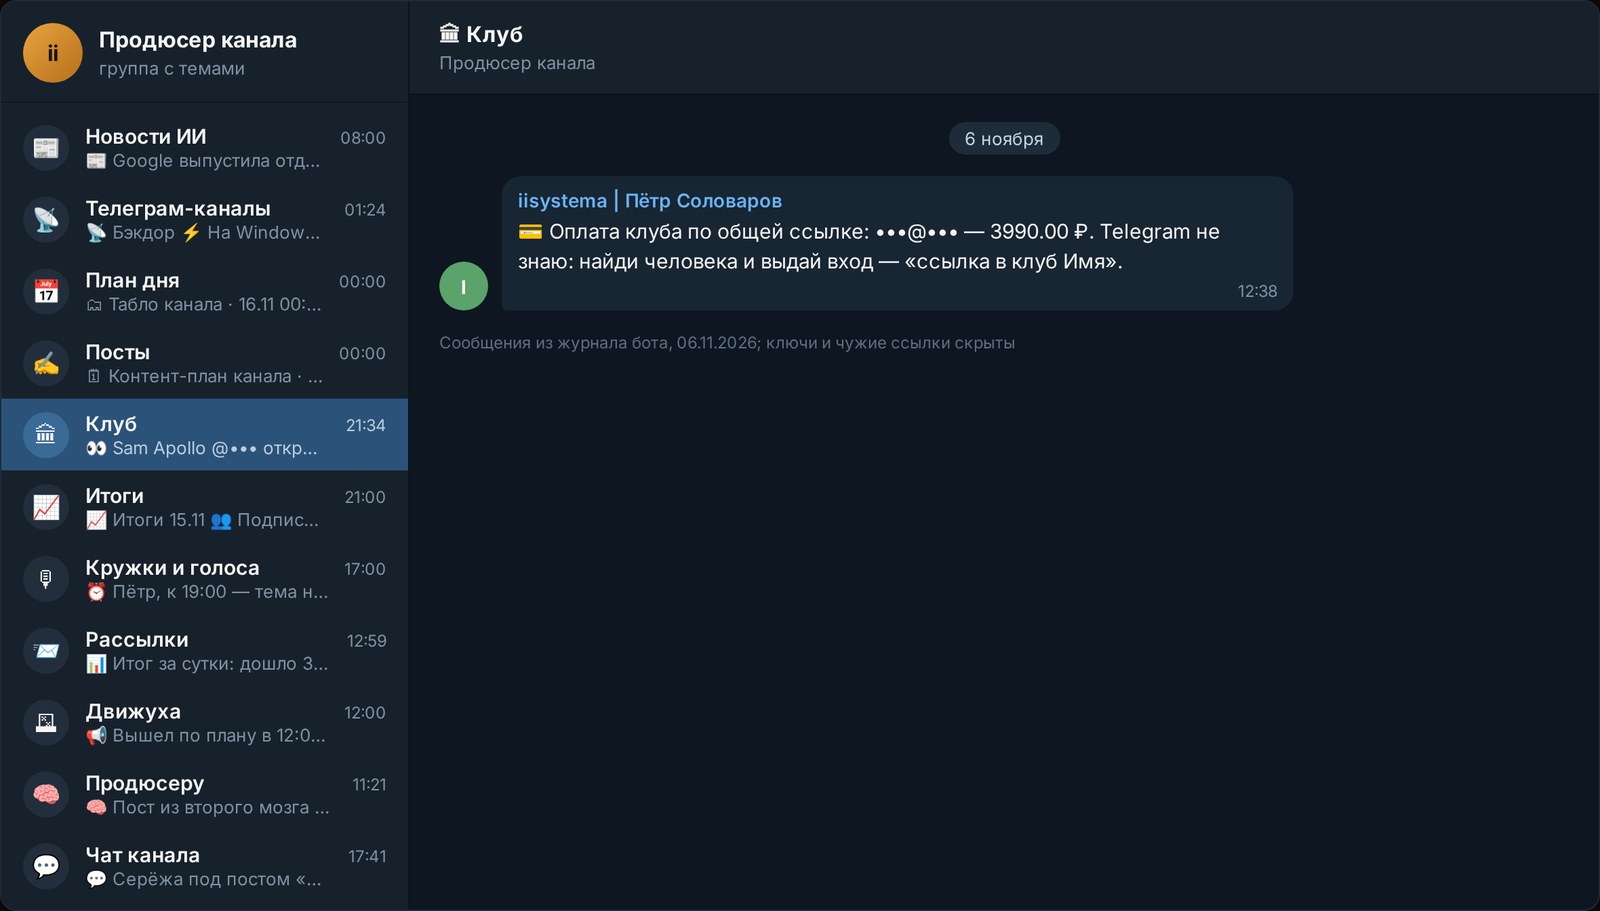 ii
Продюсер канала
группа с темами
Новости ИИ 08:00
📰 Google выпустила отд...
Телеграм-каналы 01:24
📡 Бэкдор ⚡ На Window...
План дня 00:00
🗂 Табло канала · 16.11 00:...
Посты 00:00
🗓 Контент-план канала · ...
Клуб 21:34
👀 Sam Apollo @••• откр...
Итоги 21:00
📈 Итоги 15.11 👥 Подпис...
Кружки и голоса 17:00
⏰ Пётр, к 19:00 — тема н...
Рассылки 12:59
📊 Итог за сутки: дошло 3...
Движуха 12:00
📢 Вышел по плану в 12:0...
Продюсеру 11:21
🧠 Пост из второго мозга ...
Чат канала 17:41
💬 Серёжа под постом «...
🏛 Клуб
Продюсер канала
6 ноября
iisystema | Пётр Соловаров
💳 Оплата клуба по общей ссылке: •••@••• — 3990.00 ₽. Telegram не
знаю: найди человека и выдай вход — «ссылка в клуб Имя».
12:38
I
Сообщения из журнала бота, 06.11.2026; ключи и чужие ссылки скрыты